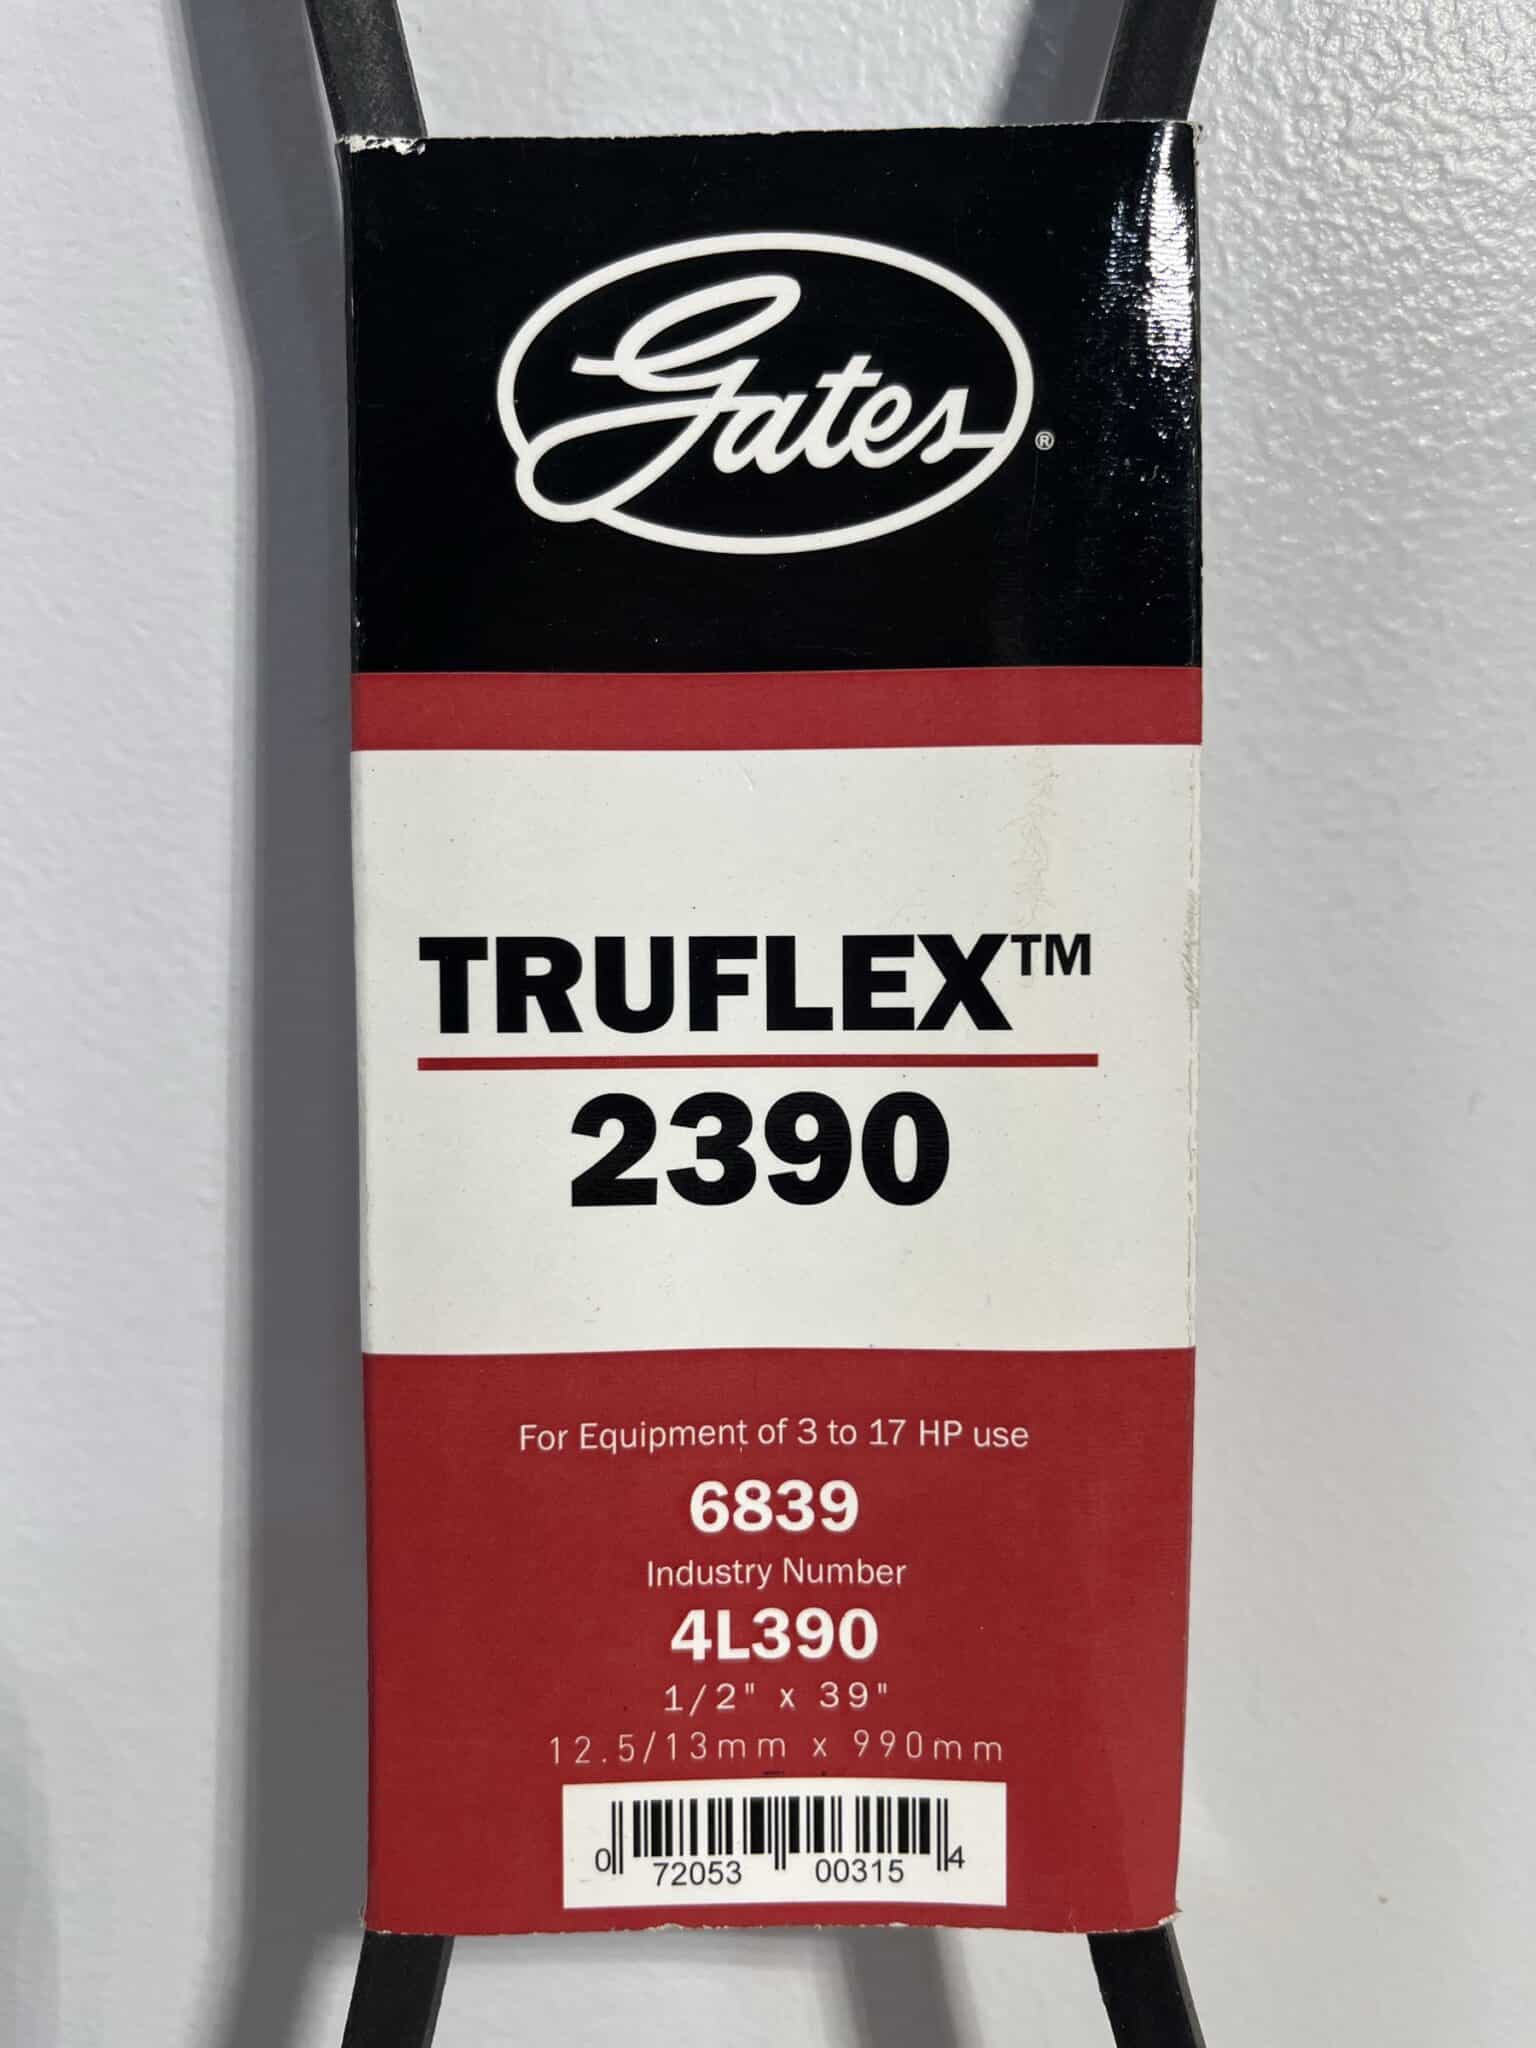 Gates®
TRUFLEX™
2390
For Equipment of 3 to 17 HP use
6839
Industry Number
4L390
1/2" x 39"
12.5/13mm x 990mm
0 72053 00315 4